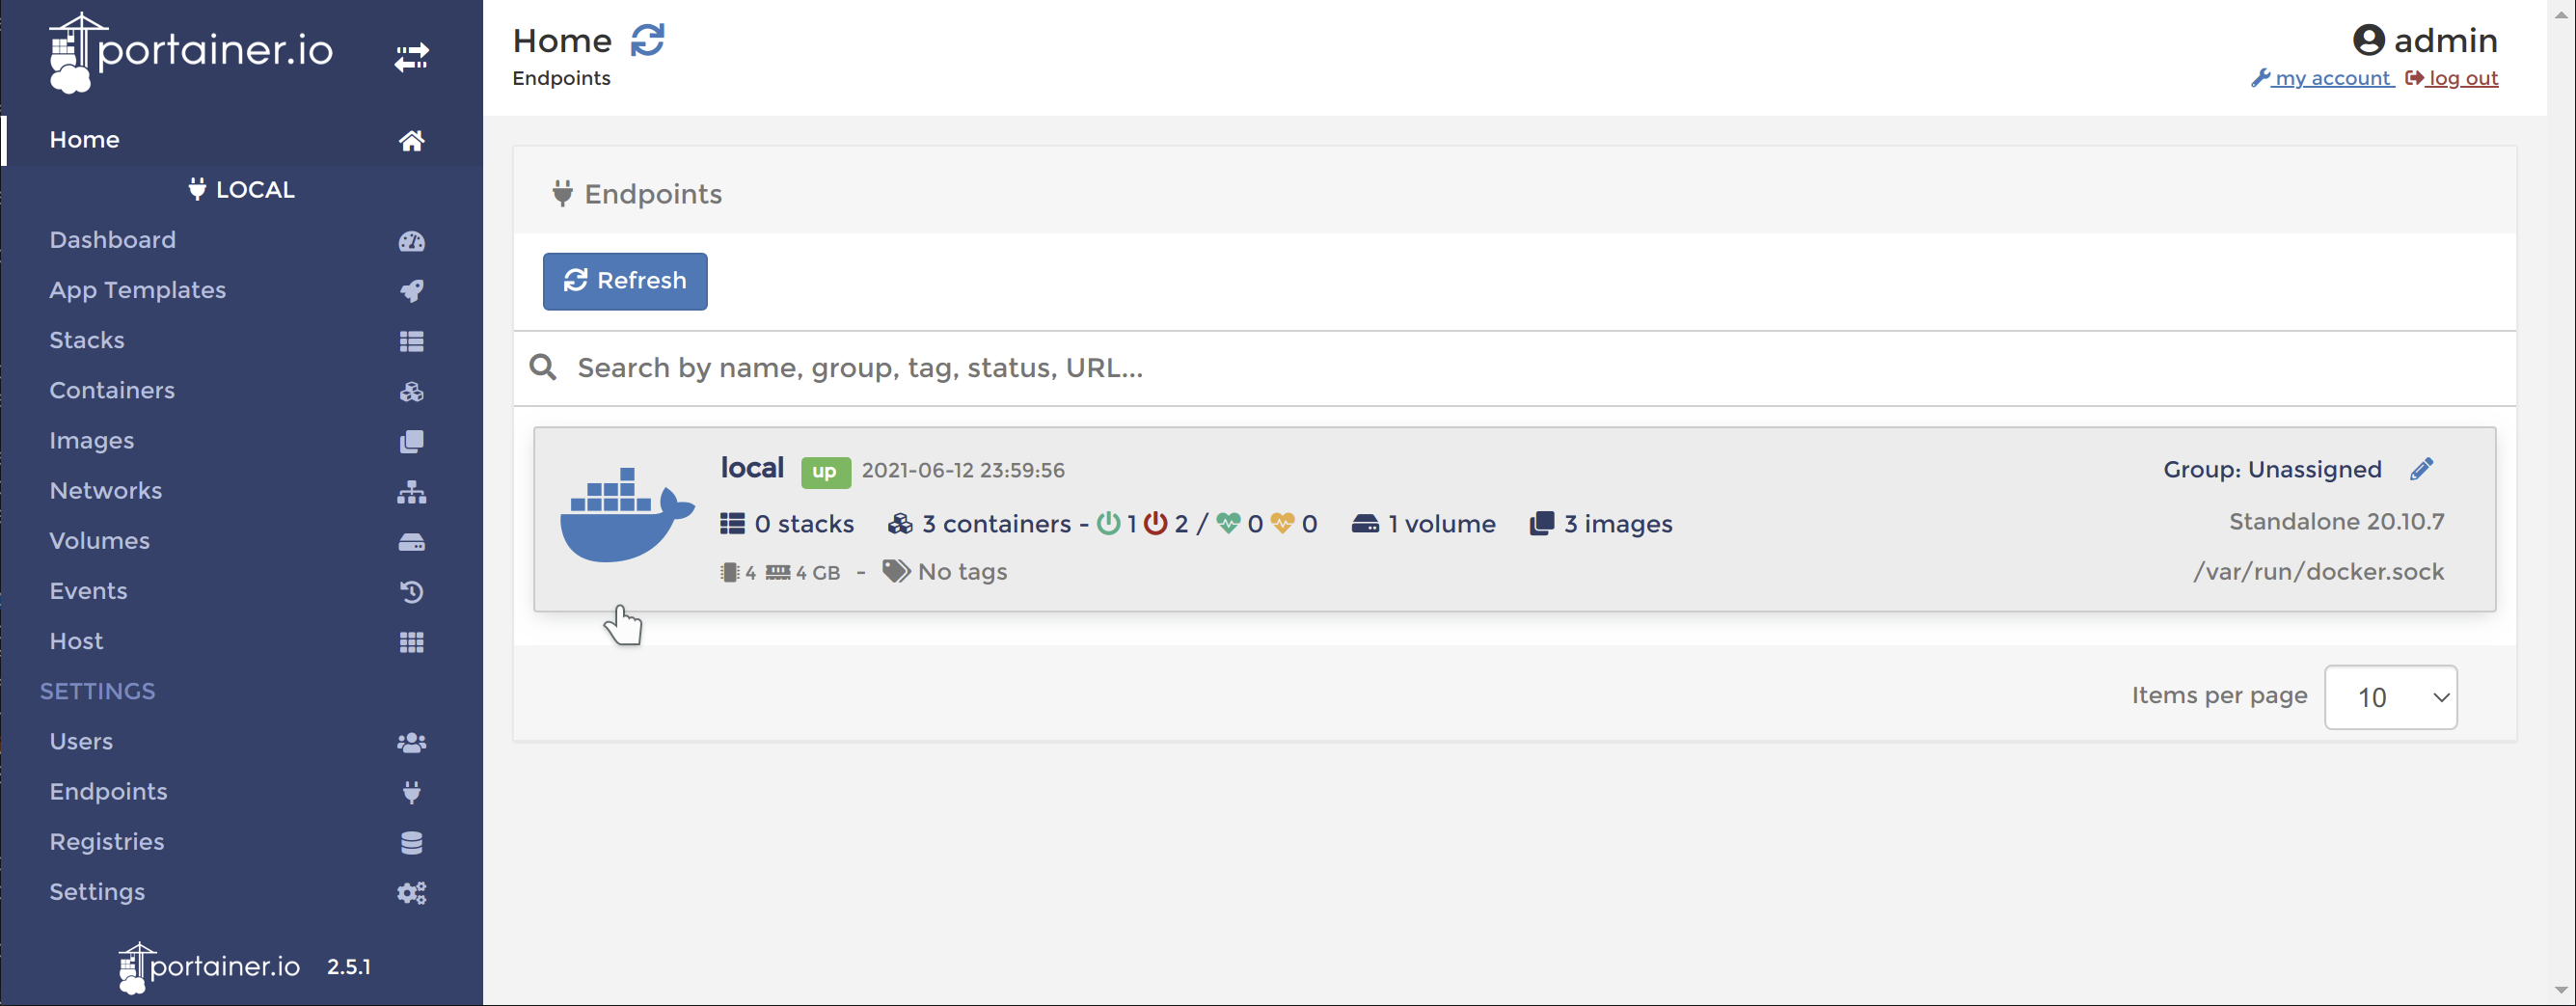 portainer.io
Home
LOCAL
Dashboard
App Templates
Stacks
Containers
Images
Networks
Volumes
Events
Host
SETTINGS
Users
Endpoints
Registries
Settings
portainer.io 2.5.1
Home
Endpoints
admin
my account log out
Endpoints
Refresh
Search by name, group, tag, status, URL...
local up 2021-06-12 23:59:56
Group: Unassigned
0 stacks 3 containers - 1 2 / 0 0 1 volume 3 images
Standalone 20.10.7
4 4 GB - No tags
/var/run/docker.sock
Items per page 10